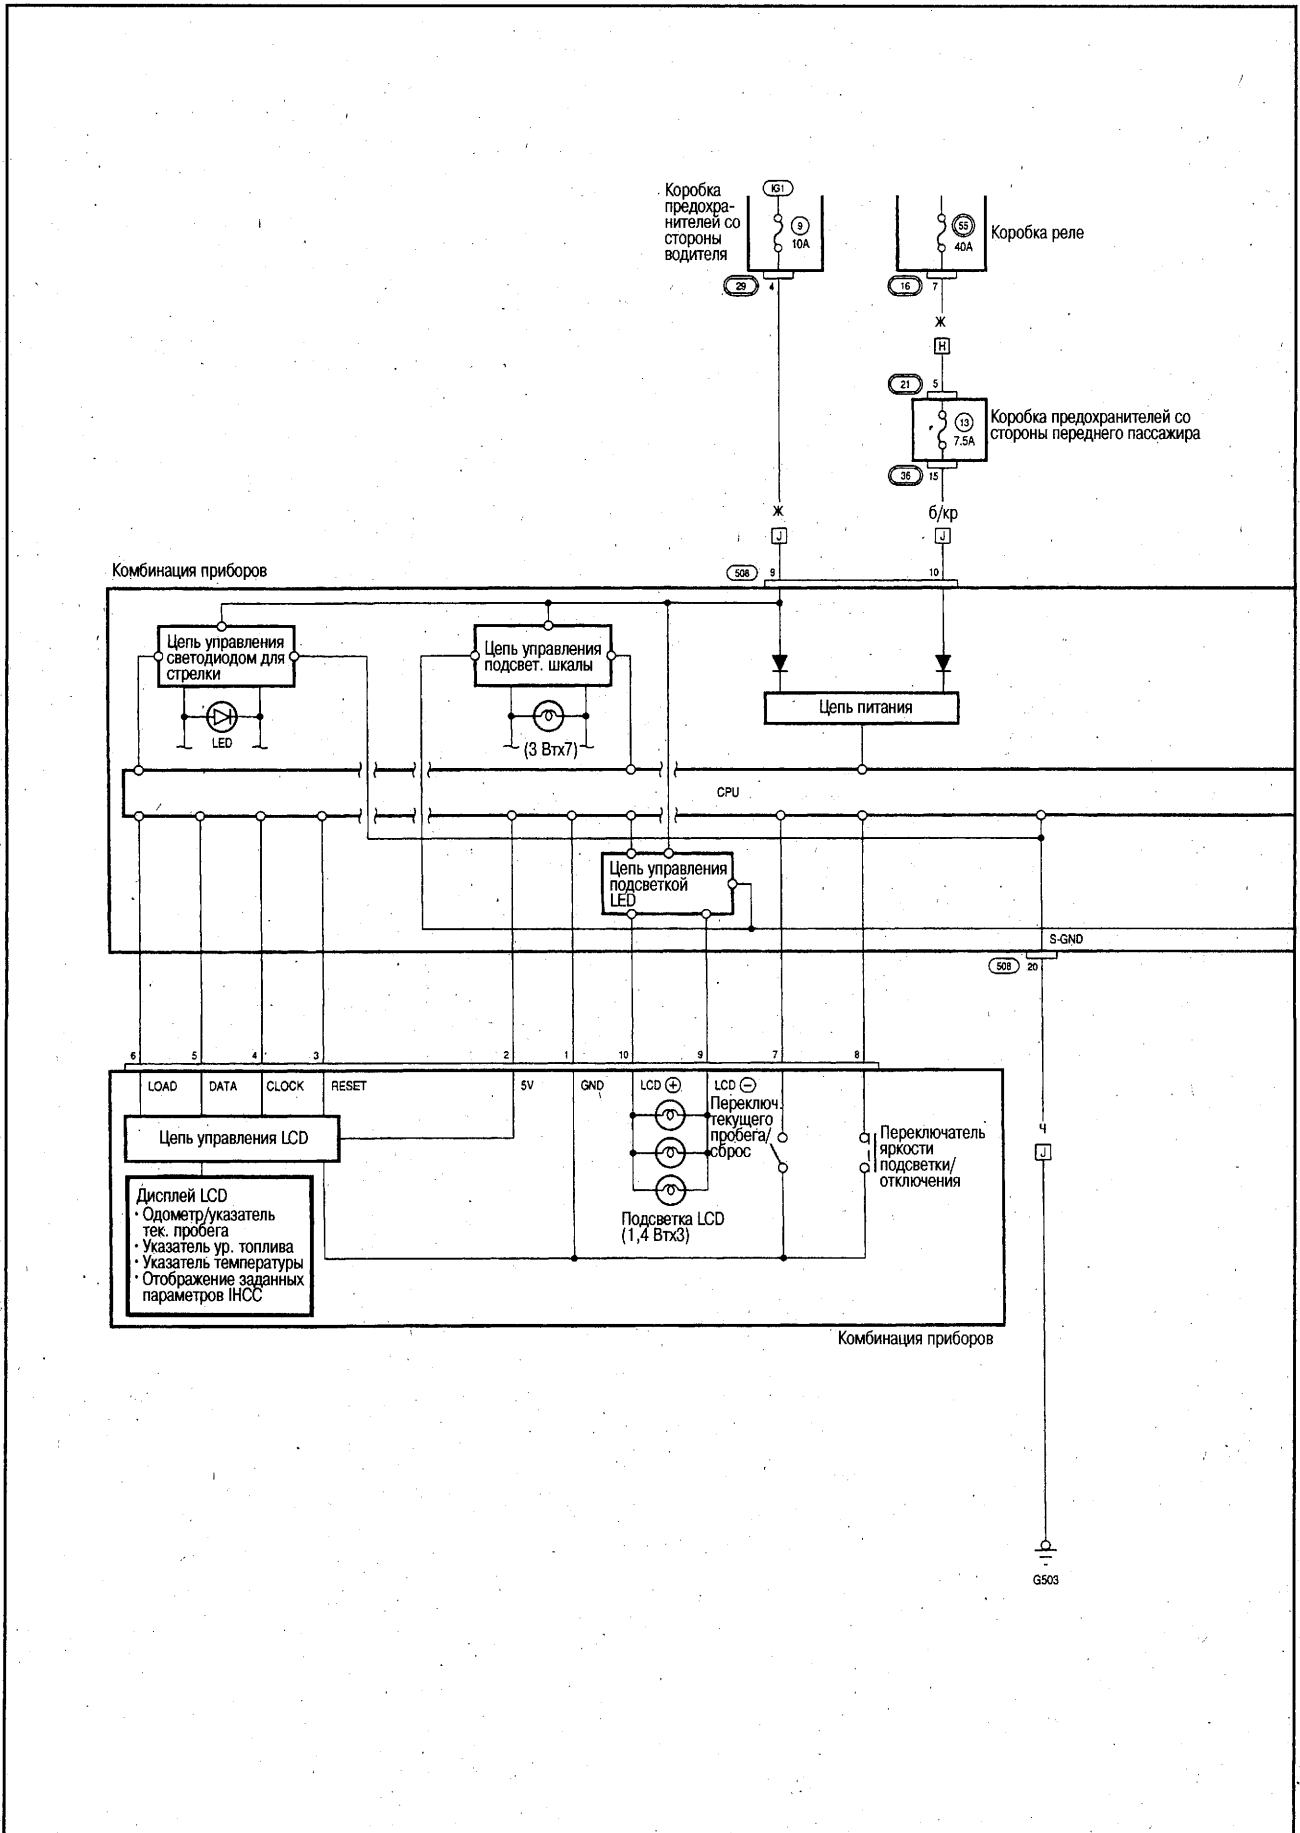 Коробка
предохра-
нителей со
стороны
водителя
IG1
9
10А
55
40А
Коробка реле
29
4
16
7
Ж
H
21
5
13
7.5А
Коробка предохранителей со
стороны переднего пассажира
36
15
Ж
б/кр
J
J
Комбинация приборов
508
9
10
Цепь управления
светодиодом для
стрелки
Цепь управления
подсвет. шкалы
Цепь питания
LED
(3 Втх7)
CPU
Цепь управления
подсветкой
LED
S-GND
508
20
6
5
4
3
2
1
10
9
7
8
LOAD
DATA
CLOCK
RESET
5V
GND
LCD +
LCD −
Переключ.
текущего
пробега/
сброс
Цепь управления LCD
Переключатель
яркости
подсветки/
отключения
Ч
J
Дисплей LCD
· Одометр/указатель
тек. пробега
· Указатель ур. топлива
· Указатель температуры
· Отображение заданных
параметров IHCC
Подсветка LCD
(1,4 Втх3)
Комбинация приборов
G503